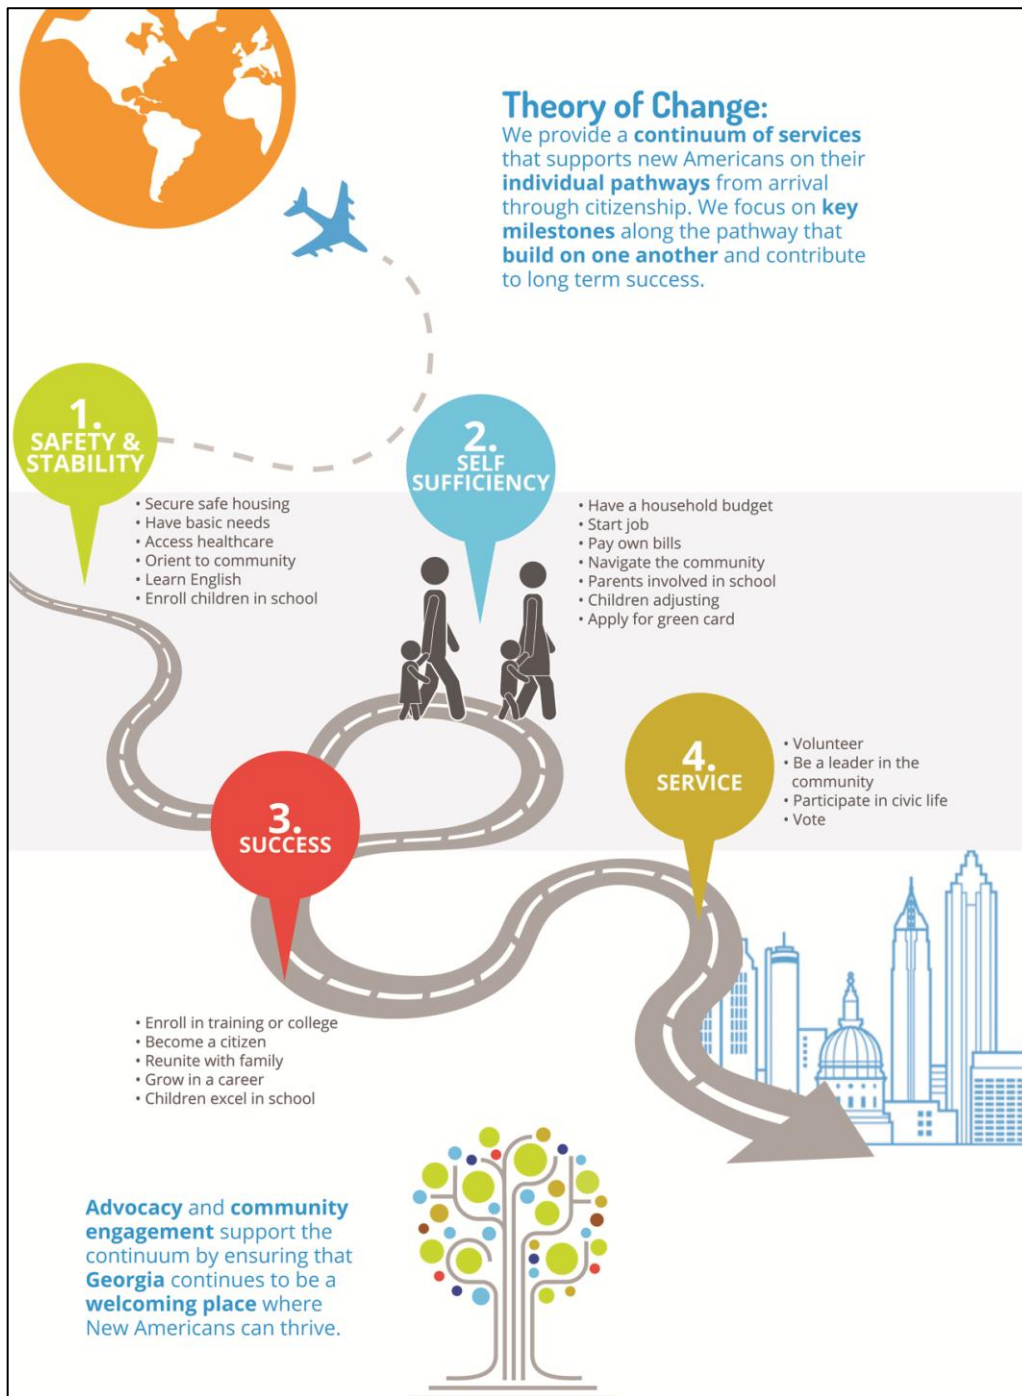 Theory of Change:
We provide a continuum of services
that supports new Americans on their
individual pathways from arrival
through citizenship. We focus on key
milestones along the pathway that
build on one another and contribute
to long term success.
1.
SAFETY &
STABILITY
• Secure safe housing
• Have basic needs
• Access healthcare
• Orient to community
• Learn English
• Enroll children in school
2.
SELF
SUFFICIENCY
• Have a household budget
• Start job
• Pay own bills
• Navigate the community
• Parents involved in school
• Children adjusting
• Apply for green card
3.
SUCCESS
• Enroll in training or college
• Become a citizen
• Reunite with family
• Grow in a career
• Children excel in school
4.
SERVICE
• Volunteer
• Be a leader in the
community
• Participate in civic life
• Vote
Advocacy and community
engagement support the
continuum by ensuring that
Georgia continues to be a
welcoming place where
New Americans can thrive.